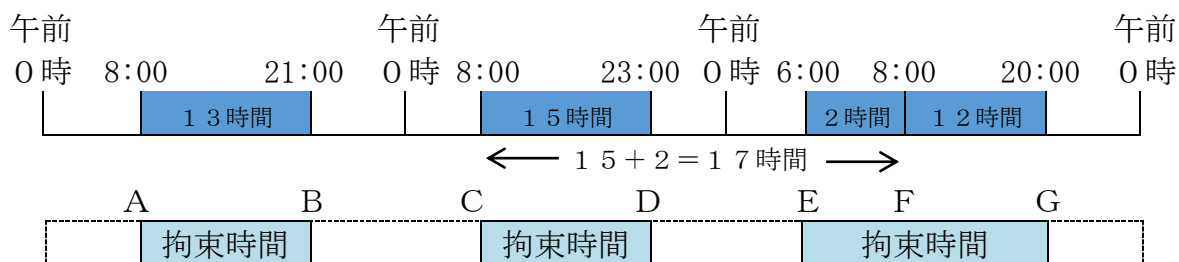 午前 午前 午前 午前
０時 8:00 21:00 ０時 8:00 23:00 ０時 6:00 8:00 20:00 ０時
１３時間 １５時間 2時間 １２時間
１５＋２＝１７時間
A B C D E F G
拘束時間 拘束時間 拘束時間